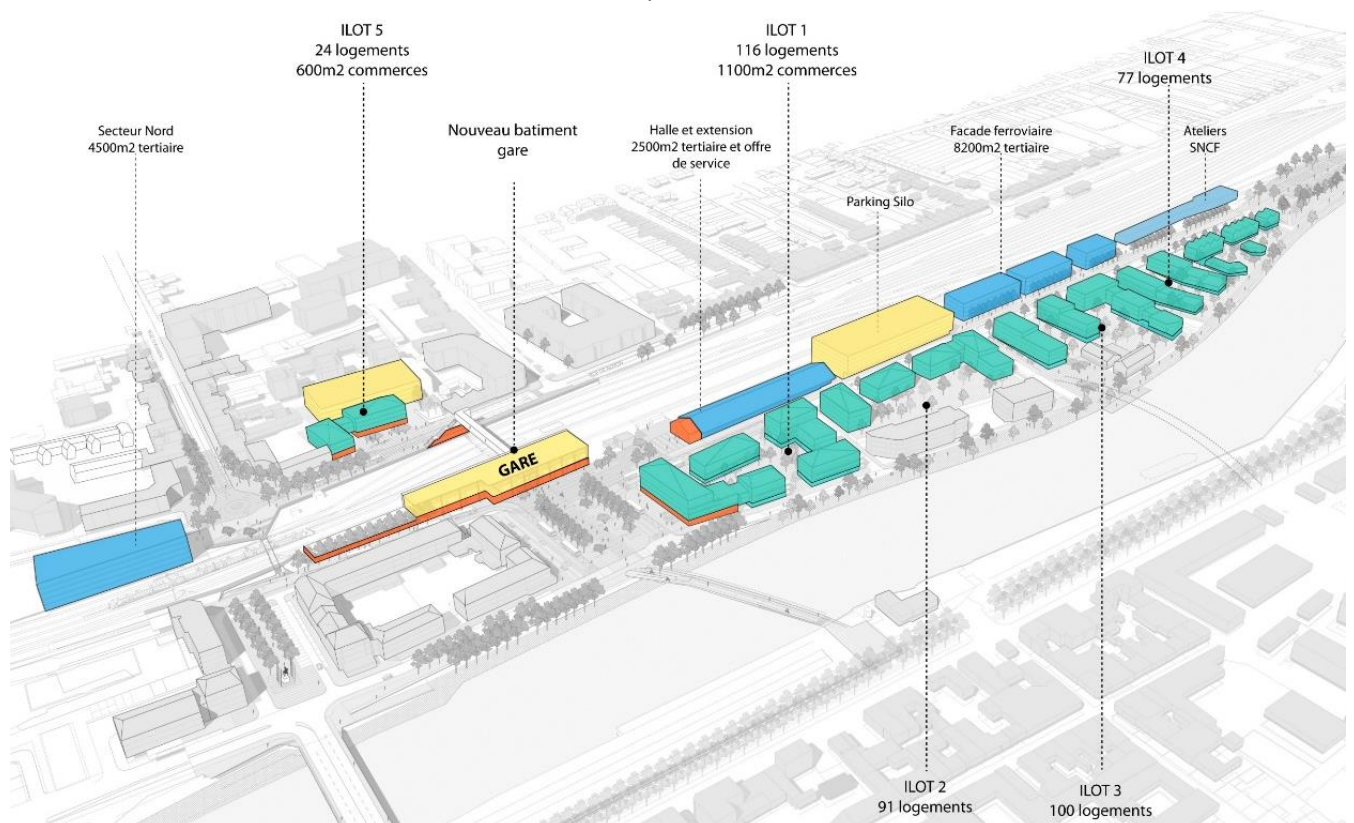 ILOT 5
24 logements
600m2 commerces
ILOT 1
116 logements
1100m2 commerces
ILOT 4
77 logements
Secteur Nord
4500m2 tertiaire
Nouveau batiment
gare
Halle et extension
2500m2 tertiaire et offre
de service
Facade ferroviaire
8200m2 tertiaire
Ateliers
SNCF
Parking Silo
GARE
ILOT 2
91 logements
ILOT 3
100 logements